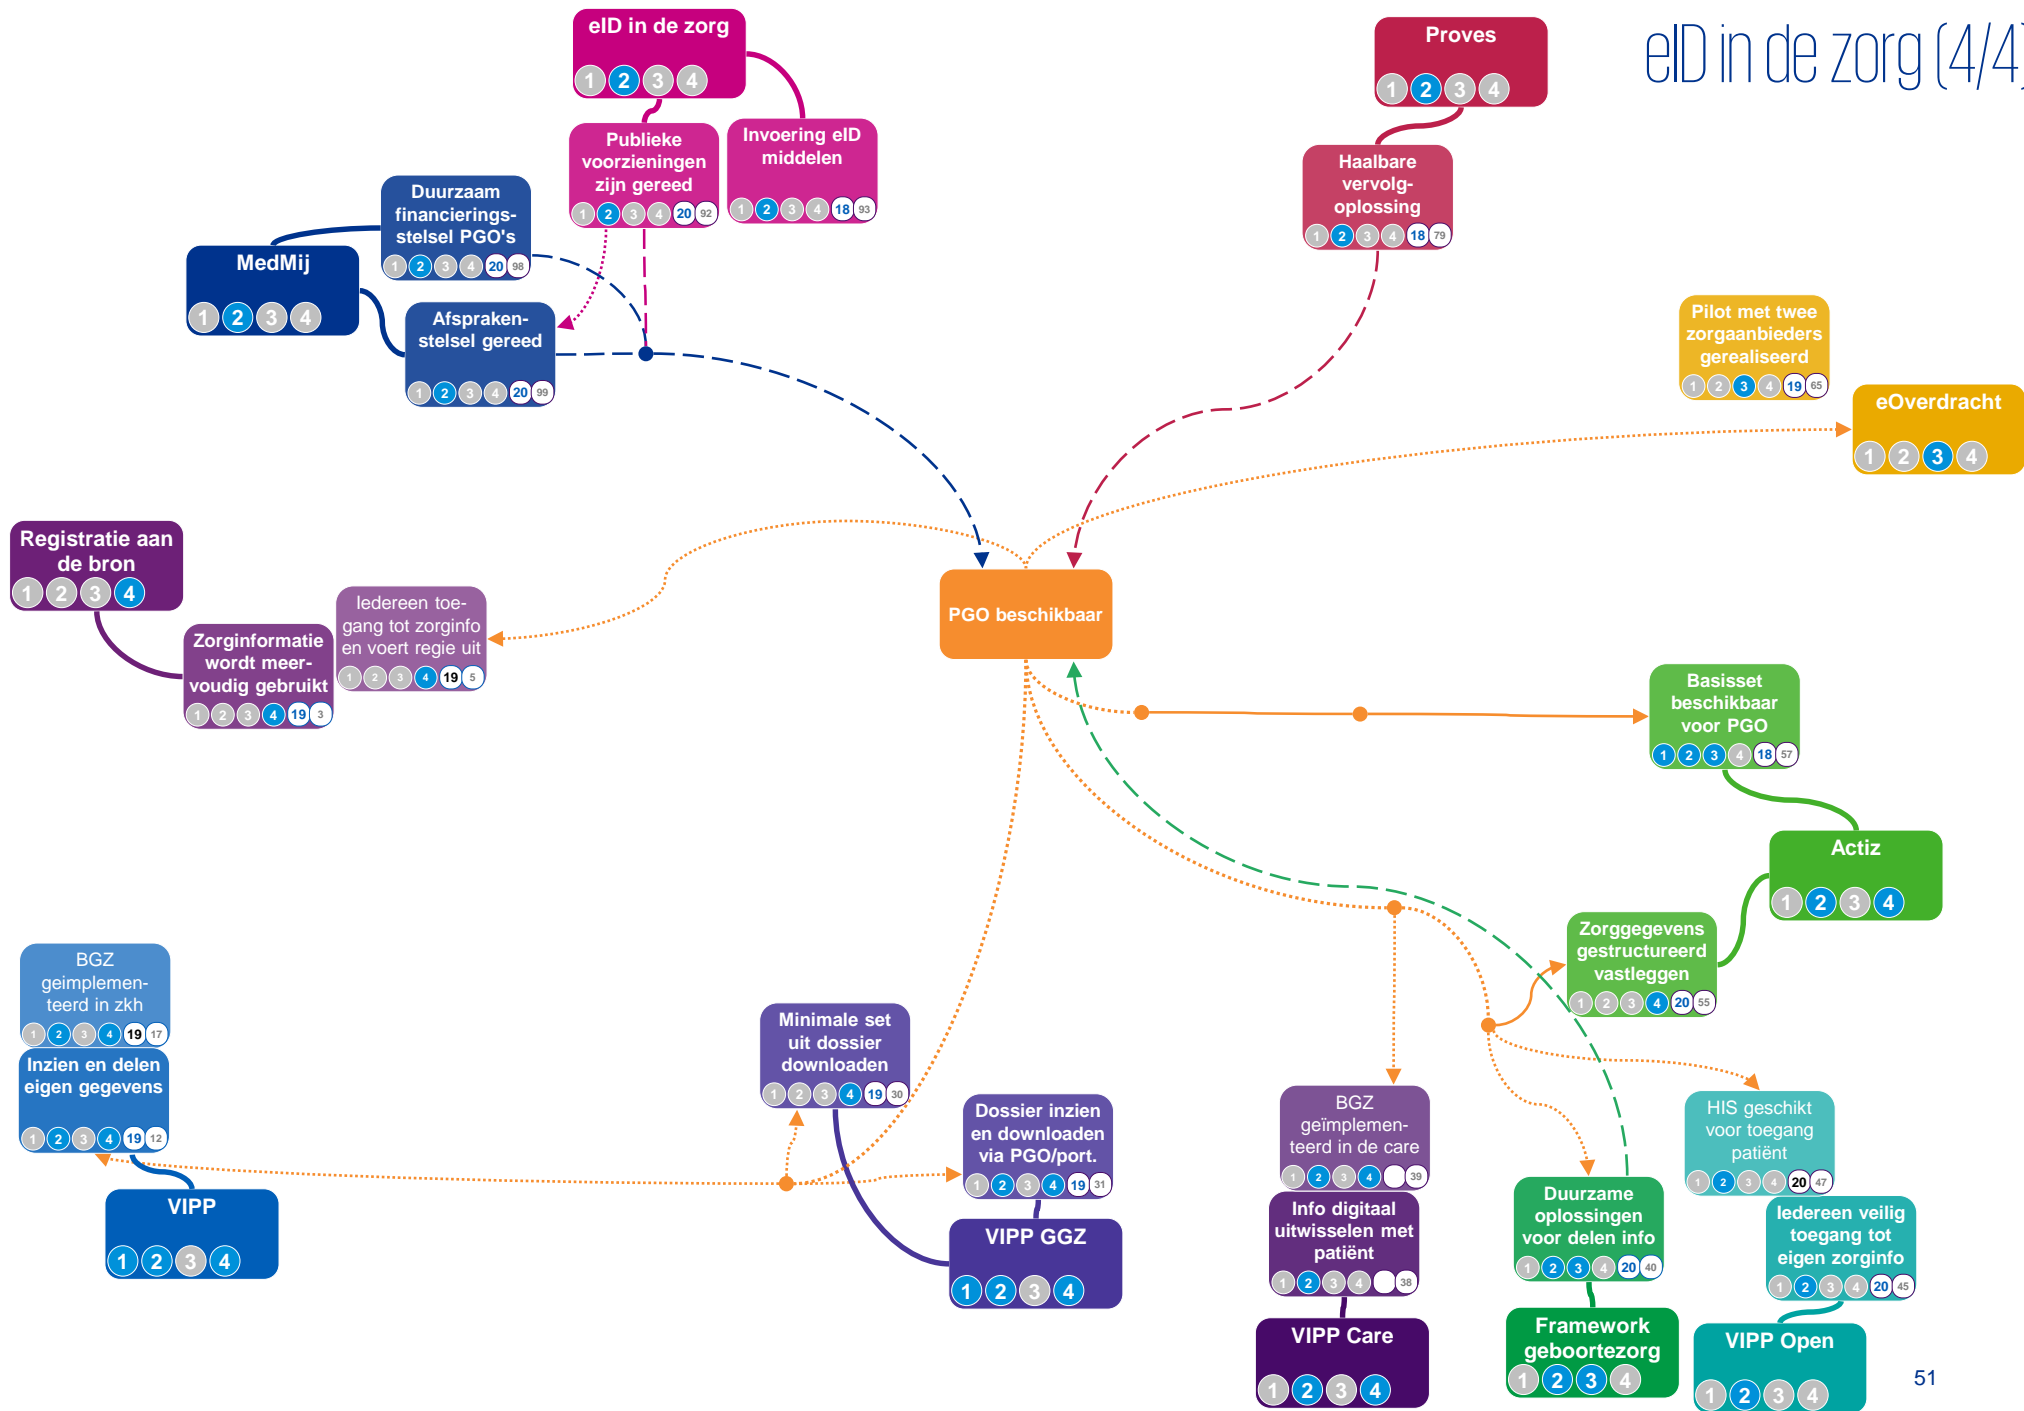 eID in de zorg (4/4)
eID in de zorg
1 2 3 4
Proves
1 2 3 4
Publieke
voorzieningen
zijn gereed
1 2 3 4 20 92
Invoering eID
middelen
1 2 3 4 18 93
Haalbare
vervolg-
oplossing
1 2 3 4 18 79
Duurzaam
financierings-
stelsel PGO's
1 2 3 4 20 98
MedMij
1 2 3 4
Afspraken-
stelsel gereed
1 2 3 4 20 99
Pilot met twee
zorgaanbieders
gerealiseerd
1 2 3 4 19 65
eOverdracht
1 2 3 4
Registratie aan
de bron
1 2 3 4
Zorginformatie
wordt meer-
voudig gebruikt
1 2 3 4 19 3
Iedereen toe-
gang tot zorginfo
en voert regie uit
1 2 3 4 19 5
PGO beschikbaar
Basisset
beschikbaar
voor PGO
1 2 3 4 18 57
Actiz
1 2 3 4
Zorggegevens
gestructureerd
vastleggen
1 2 3 4 20 55
BGZ
geimplemen-
teerd in zkh
1 2 3 4 19 17
Inzien en delen
eigen gegevens
1 2 3 4 19 12
VIPP
1 2 3 4
Minimale set
uit dossier
downloaden
1 2 3 4 19 30
Dossier inzien
en downloaden
via PGO/port.
1 2 3 4 19 31
VIPP GGZ
1 2 3 4
BGZ
geïmplemen-
teerd in de care
1 2 3 4 39
Info digitaal
uitwisselen met
patiënt
1 2 3 4 38
VIPP Care
1 2 3 4
Duurzame
oplossingen
voor delen info
1 2 3 4 20 40
Framework
geboortezorg
1 2 3 4
HIS geschikt
voor toegang
patiënt
1 2 3 4 20 47
Iedereen veilig
toegang tot
eigen zorginfo
1 2 3 4 20 45
VIPP Open
1 2 3 4
51